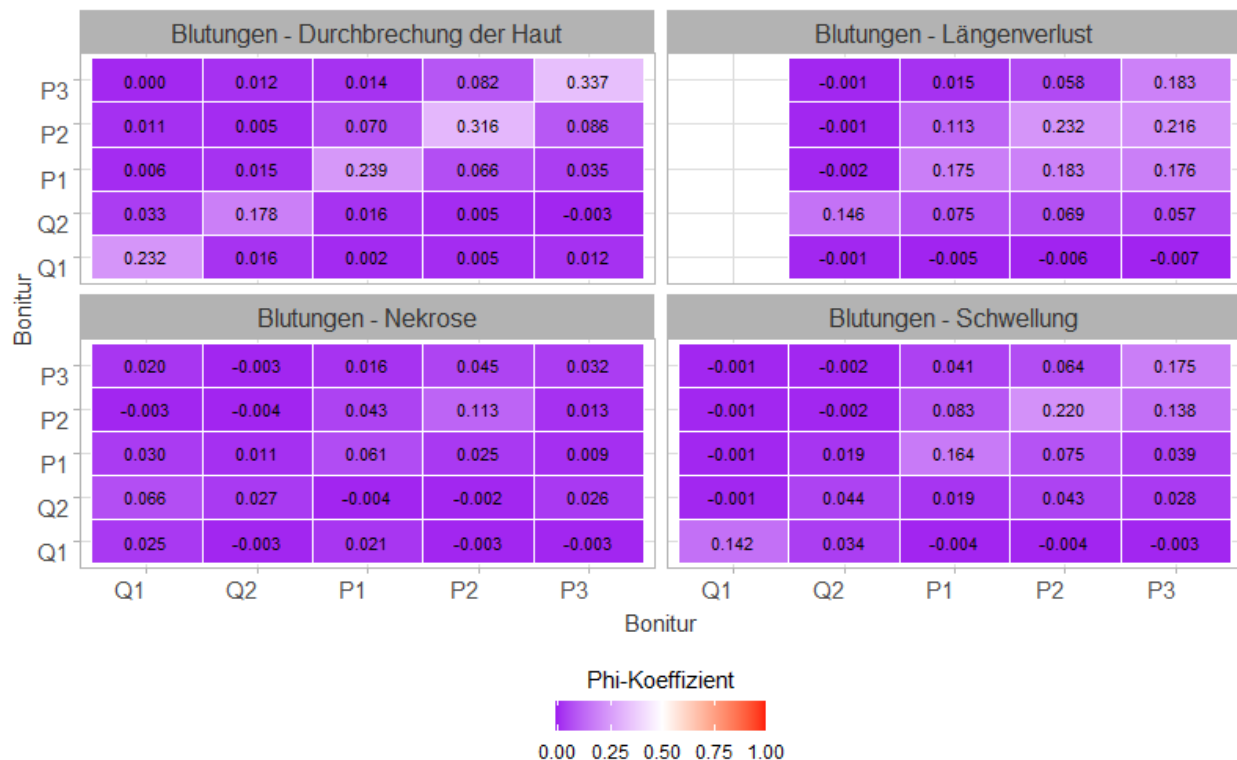 Blutungen - Durchbrechung der Haut
Blutungen - Längenverlust
P3 0.000 0.012 0.014 0.082 0.337 -0.001 0.015 0.058 0.183
P2 0.011 0.005 0.070 0.316 0.086 -0.001 0.113 0.232 0.216
P1 0.006 0.015 0.239 0.066 0.035 -0.002 0.175 0.183 0.176
Q2 0.033 0.178 0.016 0.005 -0.003 0.146 0.075 0.069 0.057
Q1 0.232 0.016 0.002 0.005 0.012 -0.001 -0.005 -0.006 -0.007
Bonitur
Blutungen - Nekrose
Blutungen - Schwellung
P3 0.020 -0.003 0.016 0.045 0.032 -0.001 -0.002 0.041 0.064 0.175
P2 -0.003 -0.004 0.043 0.113 0.013 -0.001 -0.002 0.083 0.220 0.138
P1 0.030 0.011 0.061 0.025 0.009 -0.001 0.019 0.164 0.075 0.039
Q2 0.066 0.027 -0.004 -0.002 0.026 -0.001 0.044 0.019 0.043 0.028
Q1 0.025 -0.003 0.021 -0.003 -0.003 0.142 0.034 -0.004 -0.004 -0.003
Q1 Q2 P1 P2 P3 Q1 Q2 P1 P2 P3
Bonitur
Phi-Koeffizient
0.00 0.25 0.50 0.75 1.00